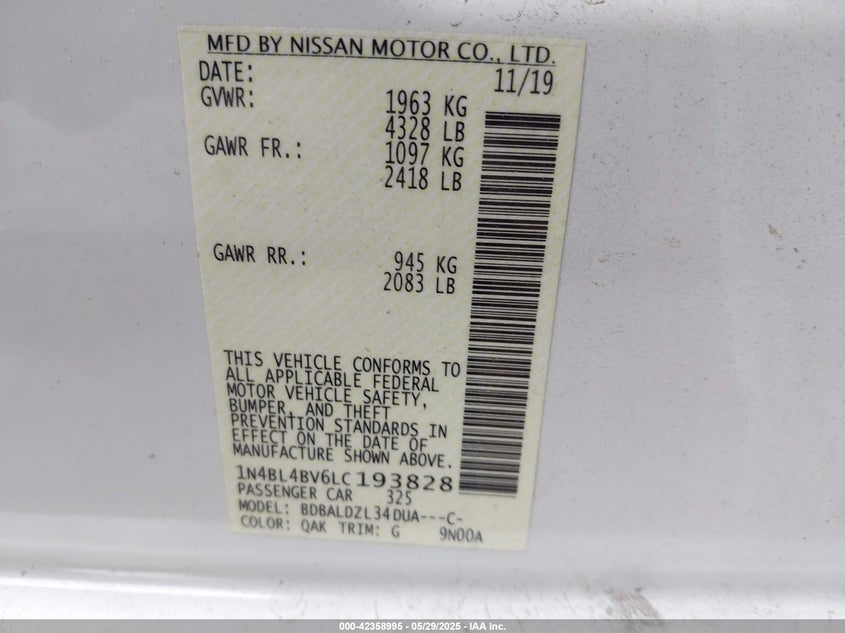 MFD BY NISSAN MOTOR CO., LTD.
DATE: 11/19
GVWR: 1963 KG
4328 LB
GAWR FR.: 1097 KG
2418 LB
GAWR RR.: 945 KG
2083 LB
THIS VEHICLE CONFORMS TO
ALL APPLICABLE FEDERAL
MOTOR VEHICLE SAFETY,
BUMPER, AND THEFT
PREVENTION STANDARDS IN
EFFECT ON THE DATE OF
MANUFACTURE SHOWN ABOVE.
1N4BL4BV6LC193828
PASSENGER CAR 325
MODEL: BDBALDZL34DUA---C-
COLOR: QAK TRIM: G 9N00A
000-42358995 - 05/29/2025 - IAA Inc.